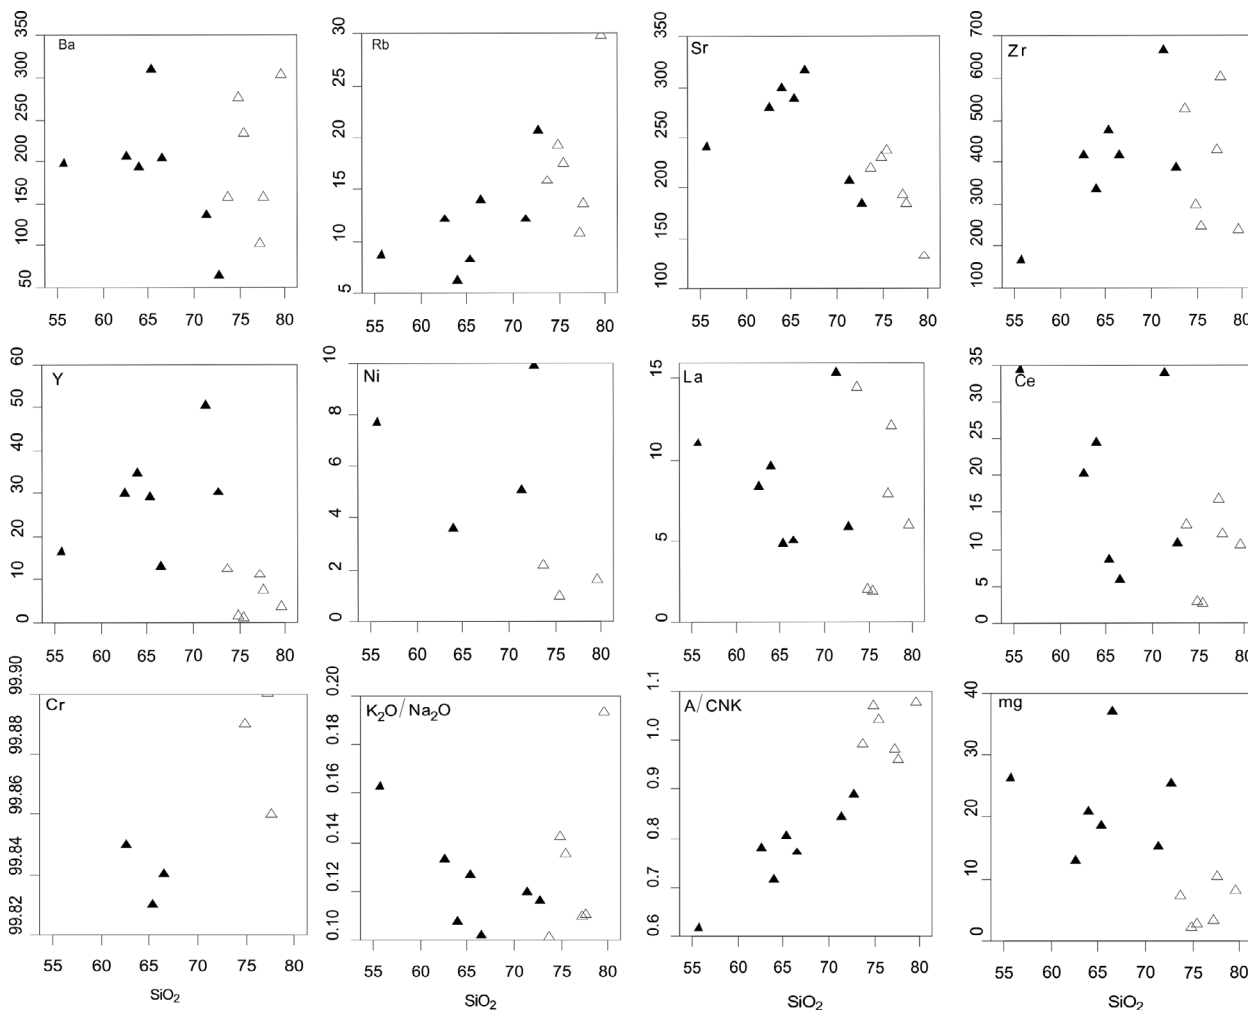 Ba
350
300
250
200
150
100
50
55 60 65 70 75 80
Rb
30
25
20
15
10
5
55 60 65 70 75 80
Sr
350
300
250
200
150
100
55 60 65 70 75 80
Zr
700
600
500
400
300
200
100
55 60 65 70 75 80
Y
60
50
40
30
20
10
0
55 60 65 70 75 80
Ni
10
8
6
4
2
0
55 60 65 70 75 80
La
15
10
5
0
55 60 65 70 75 80
Ce
35
30
25
20
15
10
5
0
55 60 65 70 75 80
Cr
99.90
99.88
99.86
99.84
99.82
55 60 65 70 75 80
SiO2
K2O/Na2O
0.20
0.18
0.16
0.14
0.12
0.10
55 60 65 70 75 80
SiO2
A/CNK
1.1
1.0
0.9
0.8
0.7
0.6
55 60 65 70 75 80
SiO2
mg
40
30
20
10
0
55 60 65 70 75 80
SiO2